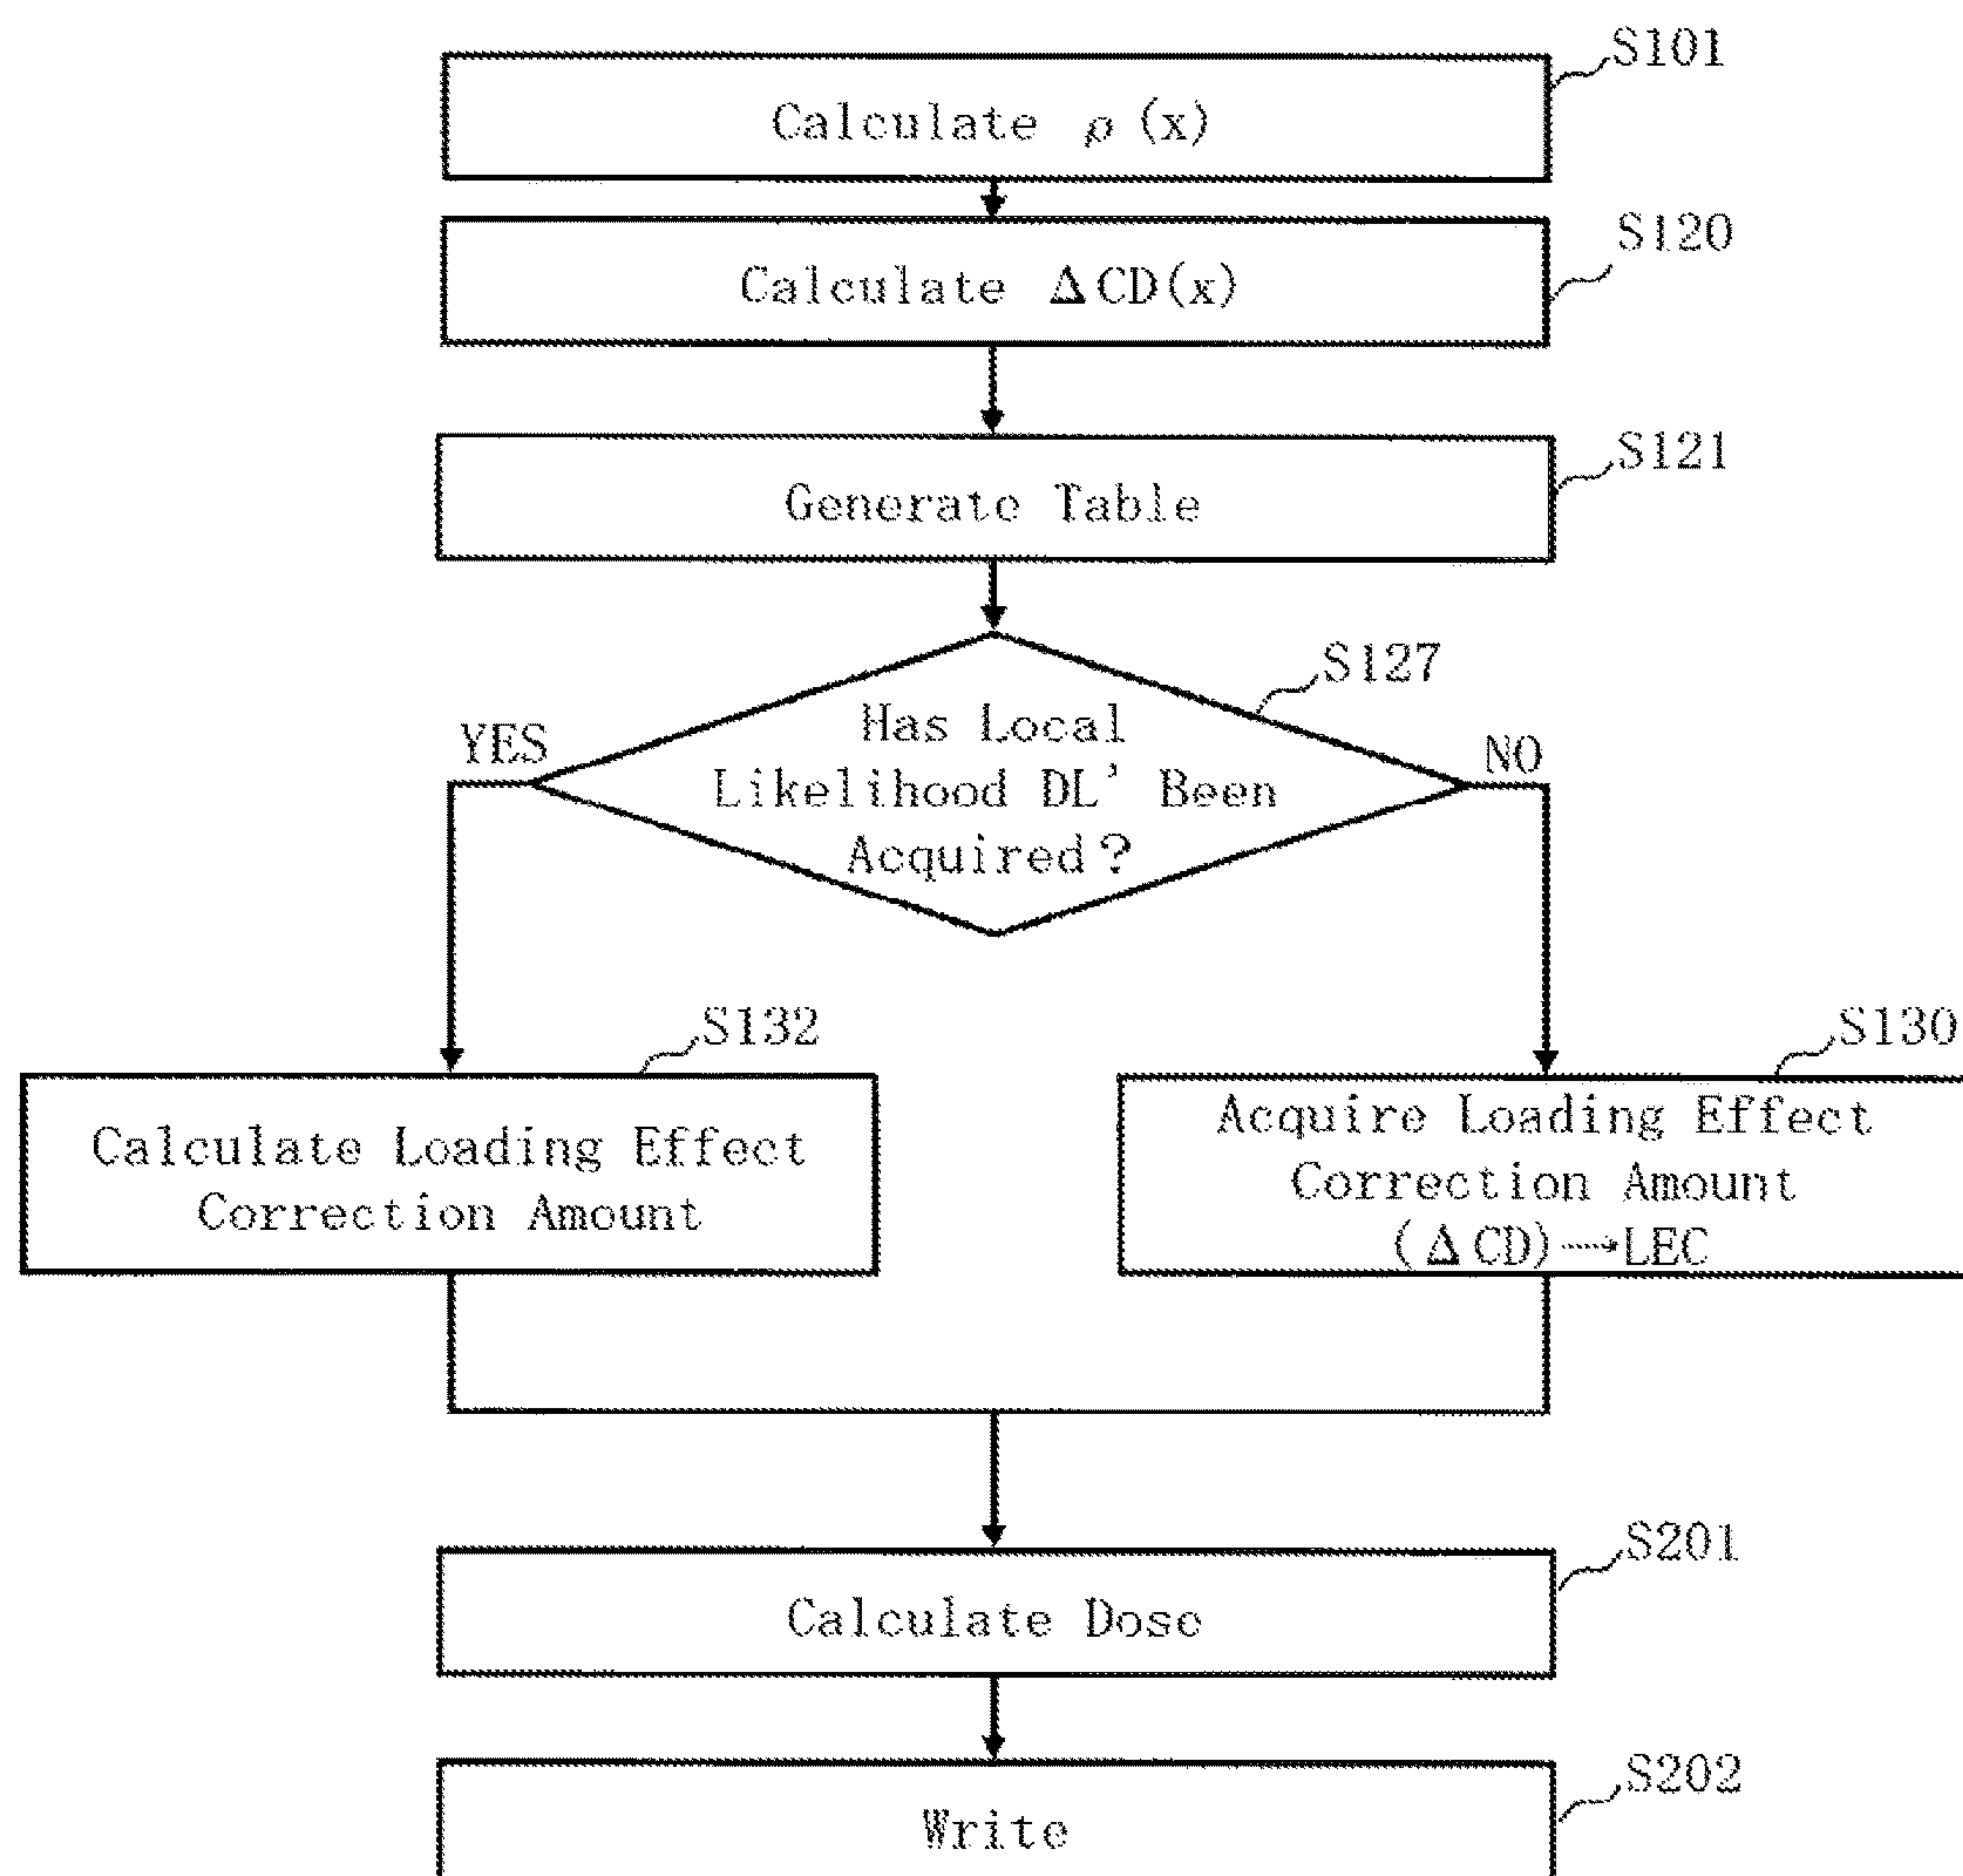 S101
Calculate ρ(x)
S120
Calculate ΔCD(x)
S121
Generate Table
S127
Has Local
Likelihood DL' Been
Acquired?
YES
NO
S132
Calculate Loading Effect
Correction Amount
S130
Acquire Loading Effect
Correction Amount
(ΔCD)→LEC
S201
Calculate Dose
S202
Write